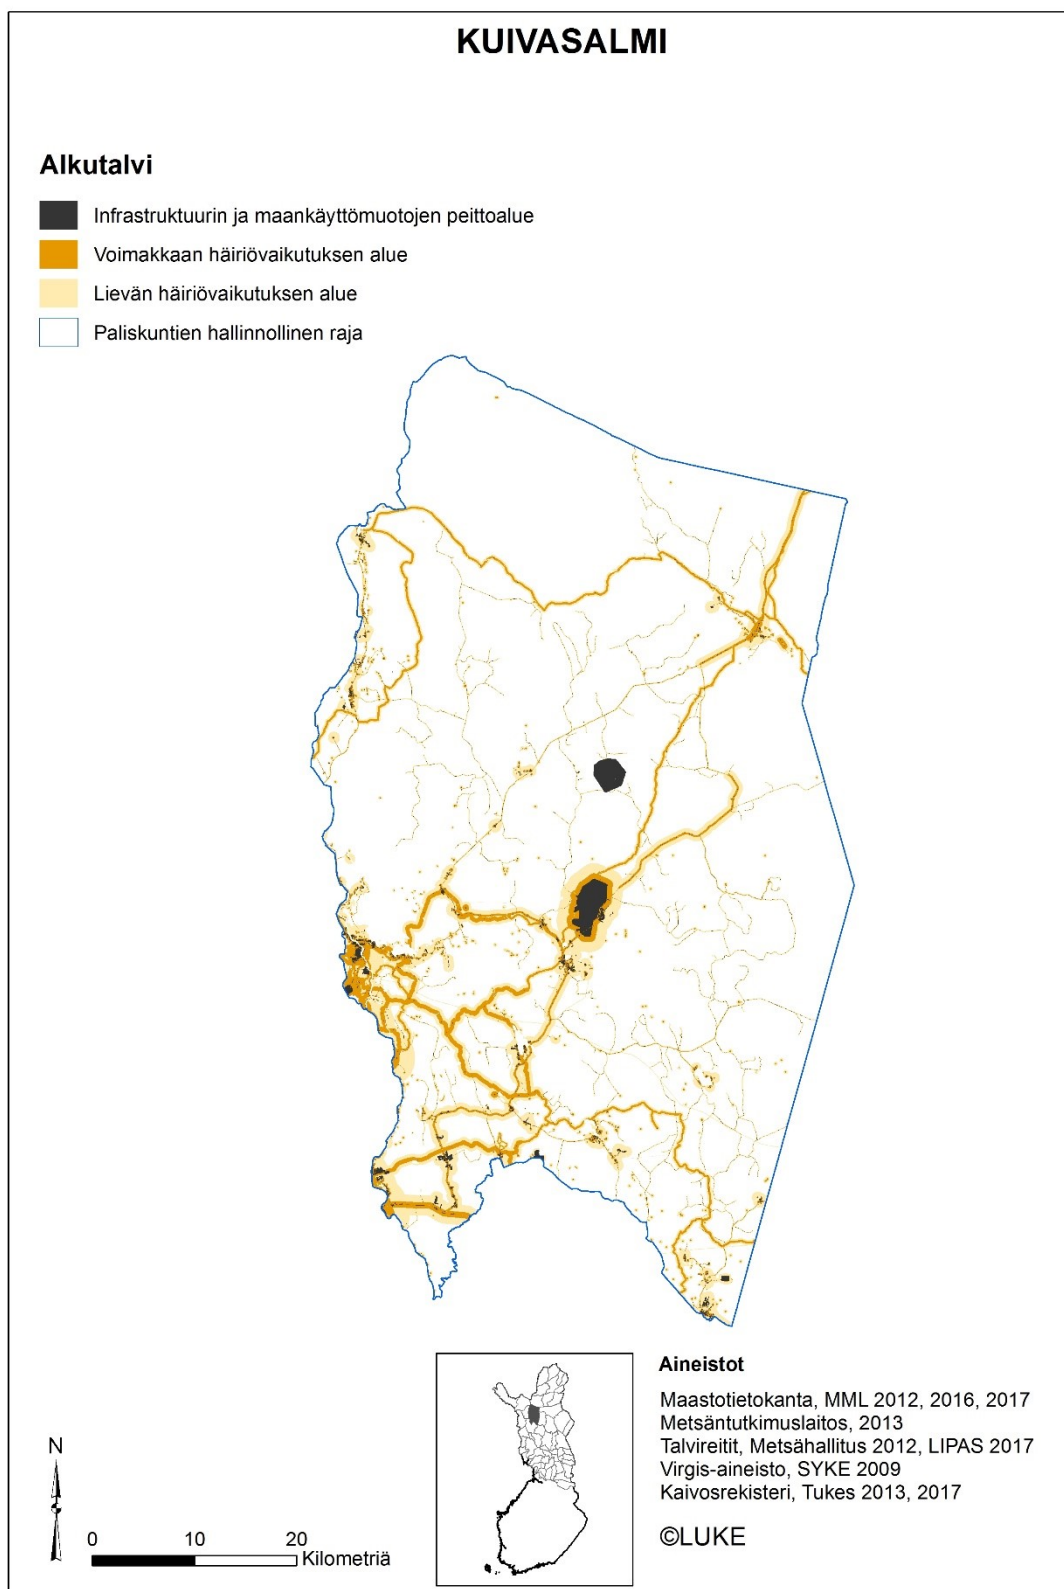 KUIVASALMI
Alkutalvi
Infrastruktuurin ja maankäyttömuotojen peittoalue
Voimakkaan häiriövaikutuksen alue
Lievän häiriövaikutuksen alue
Paliskuntien hallinnollinen raja
Aineistot
Maastotietokanta, MML 2012, 2016, 2017
Metsäntutkimuslaitos, 2013
Talvireitit, Metsähallitus 2012, LIPAS 2017
Virgis-aineisto, SYKE 2009
Kaivosrekisteri, Tukes 2013, 2017
©LUKE
N
0 10 20
Kilometriä